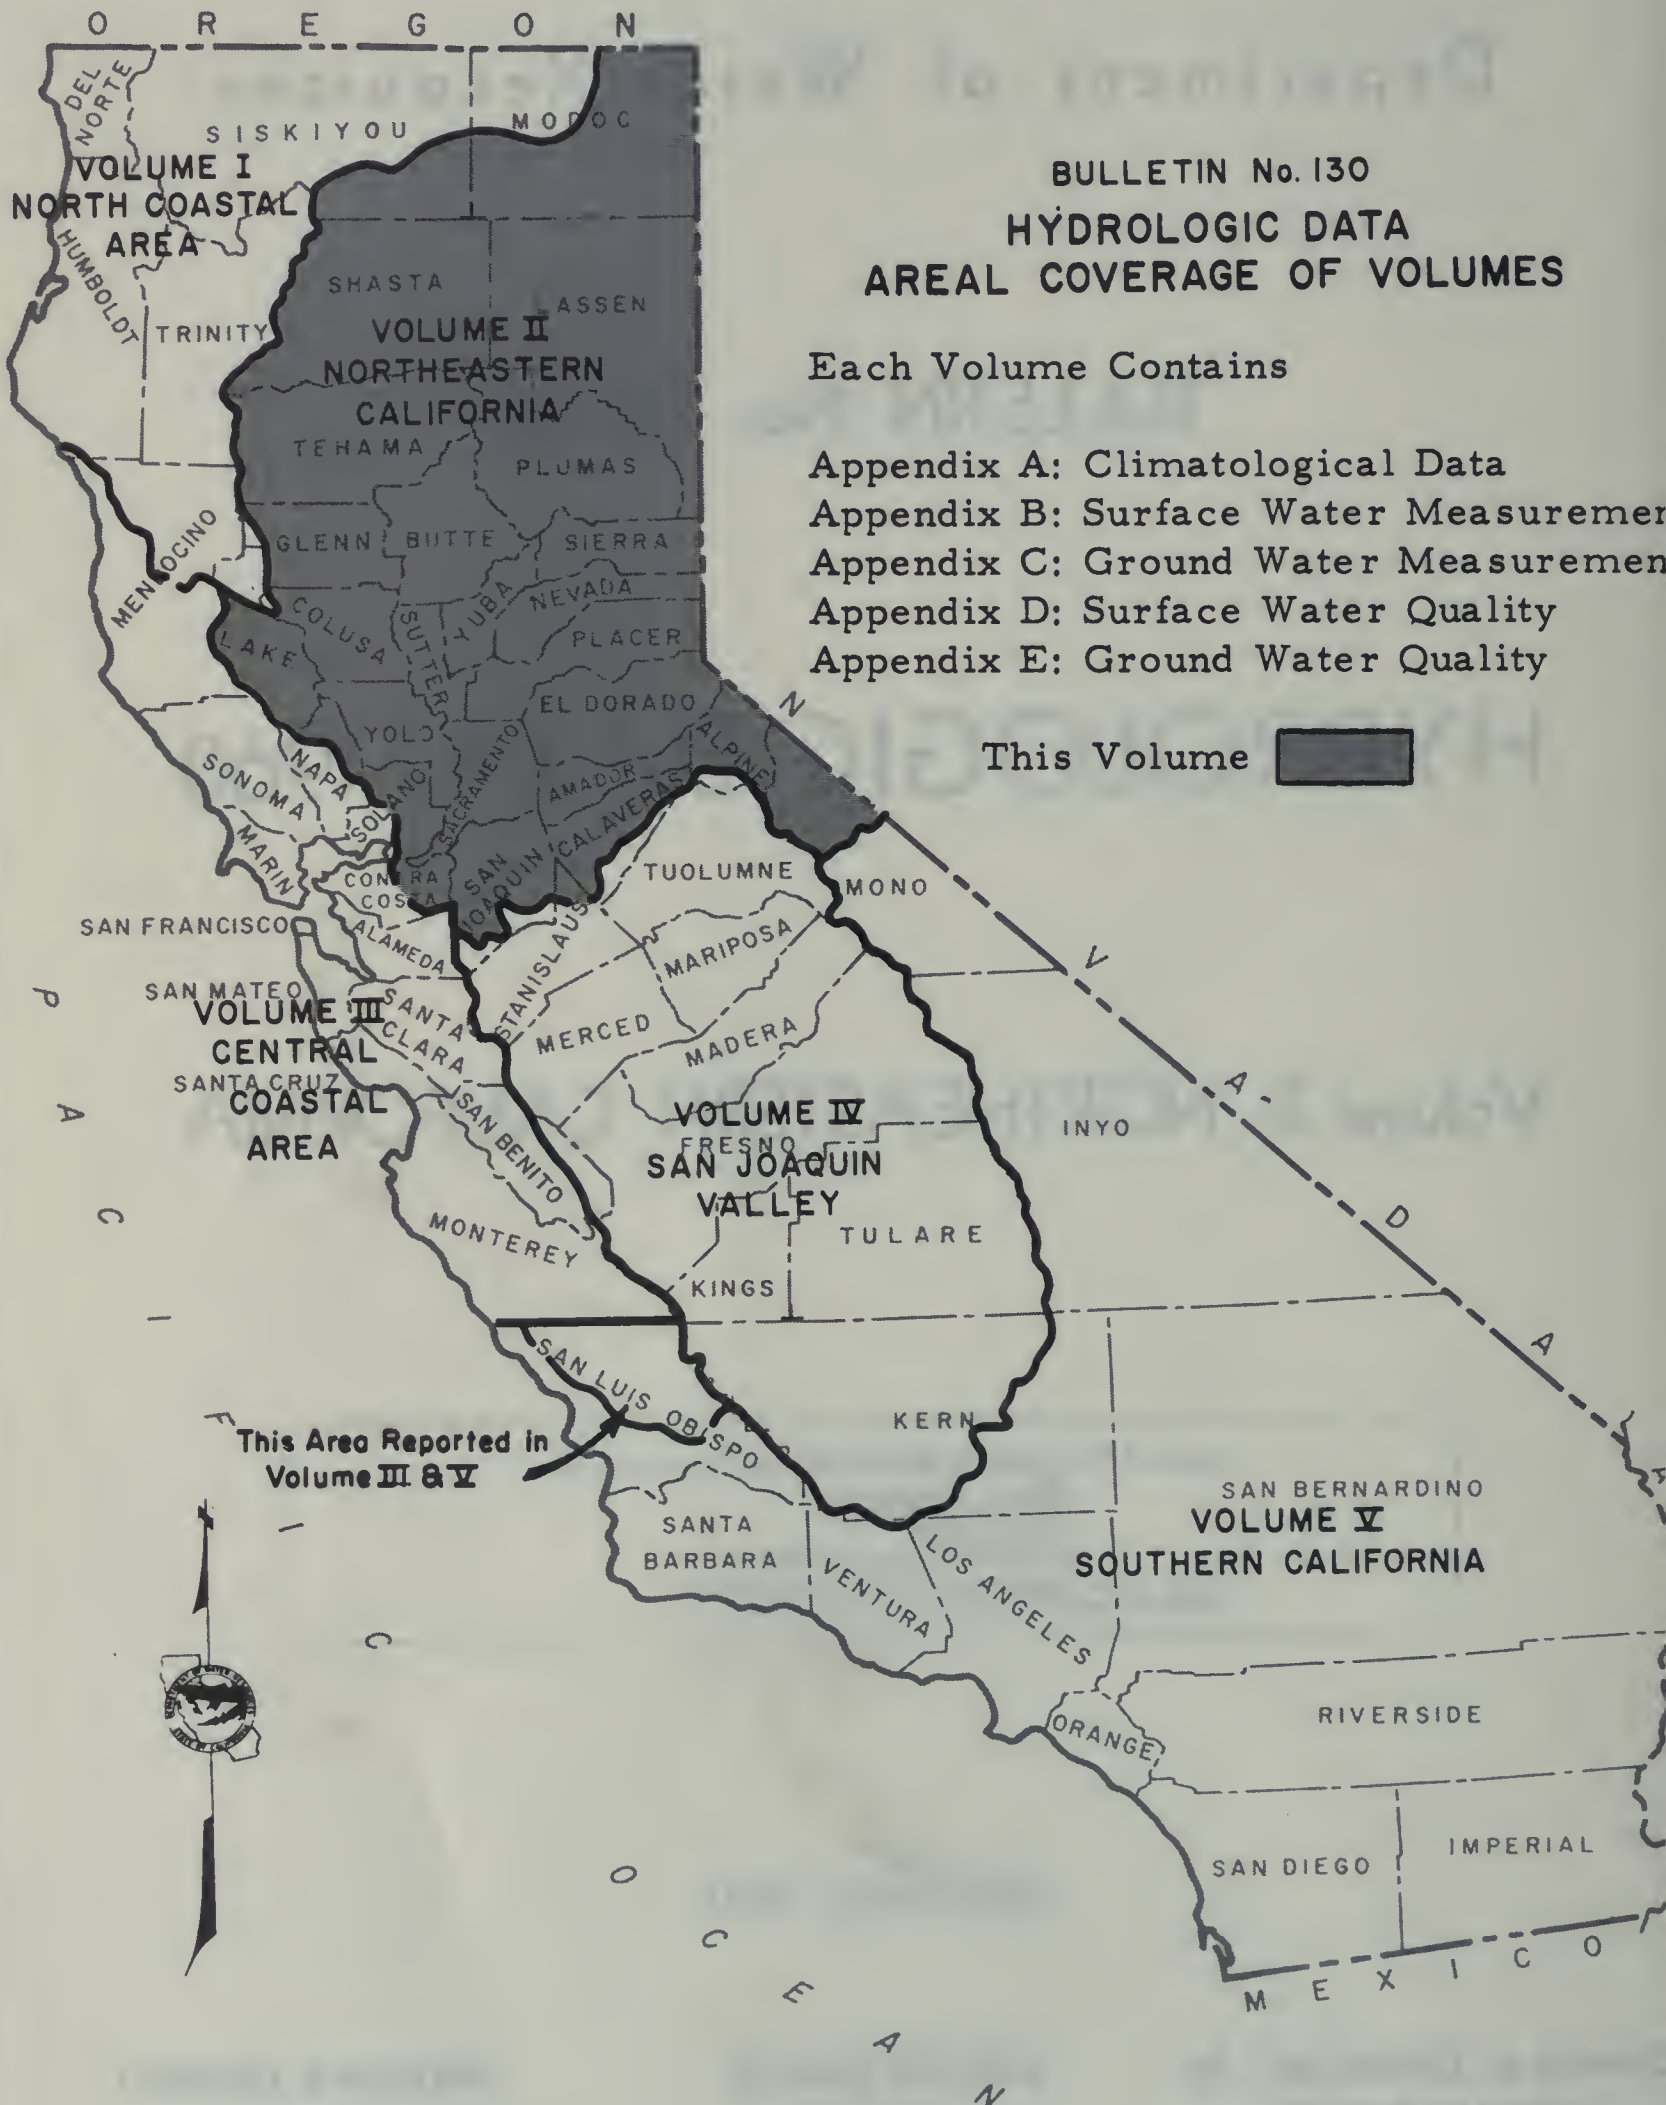 OREGON
DEL
NORTE
SISKIYOU
MODOC
VOLUME I
NORTH COASTAL
AREA
HUMBOLDT
TRINITY
SHASTA
LASSEN
VOLUME II
NORTHEASTERN
CALIFORNIA
TEHAMA
PLUMAS
GLENN
BUTTE
SIERRA
MENDOCINO
COLUSA
SUTTER
YUBA
NEVADA
PLACER
LAKE
EL DORADO
YOLO
SONOMA
NAPA
SOLANO
SACRAMENTO
AMADOR
ALPINE
CALAVERAS
MARIN
CONTRA
COSTA
SAN
JOAQUIN
TUOLUMNE
MONO
BULLETIN No. 130
HYDROLOGIC DATA
AREAL COVERAGE OF VOLUMES
Each Volume Contains
Appendix A: Climatological Data
Appendix B: Surface Water Measuremen
Appendix C: Ground Water Measuremen
Appendix D: Surface Water Quality
Appendix E: Ground Water Quality
This Volume
NEVADA
SAN FRANCISCO
ALAMEDA
STANISLAUS
MARIPOSA
SAN MATEO
VOLUME III
CENTRAL
SANTA CRUZ
COASTAL
AREA
SANTA
CLARA
MERCED
MADERA
SAN BENITO
VOLUME IV
FRESNO
SAN JOAQUIN
VALLEY
INYO
MONTEREY
TULARE
KINGS
SAN LUIS OBISPO
KERN
This Area Reported in
Volume III & V
SANTA
BARBARA
VENTURA
LOS ANGELES
SAN BERNARDINO
VOLUME V
SOUTHERN CALIFORNIA
ORANGE
RIVERSIDE
SAN DIEGO
IMPERIAL
MEXICO
PACIFIC
OCEAN